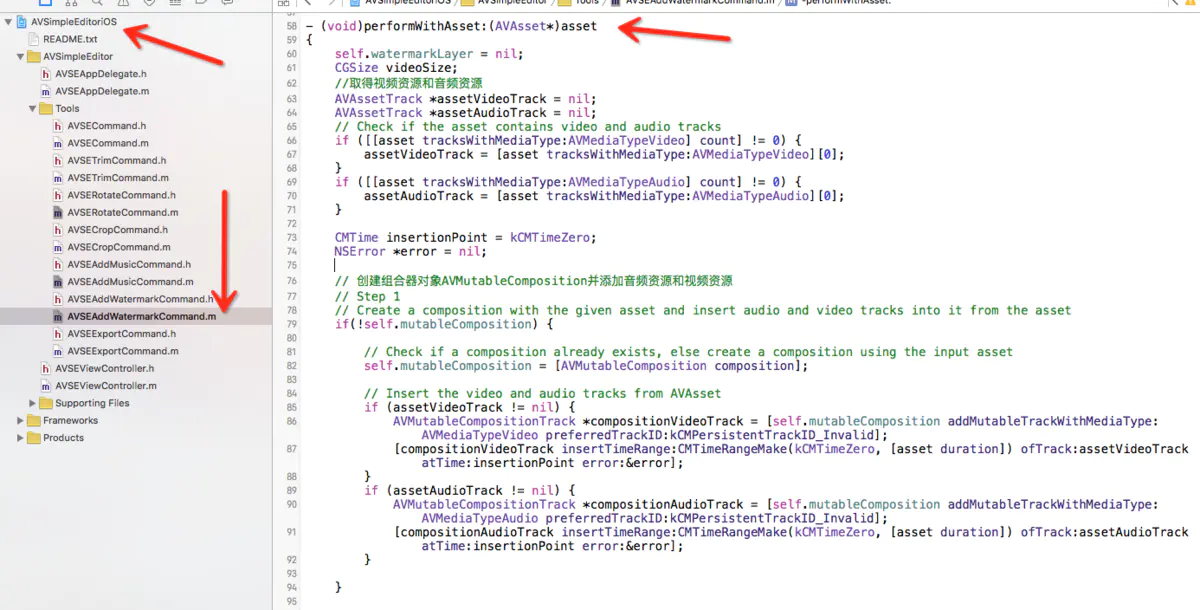 AVSimpleEditoriOS
AVSimpleEditor
Tools
AVSEAddWatermarkCommand.m
-performWithAsset:
AVSimpleEditoriOS
README.txt
AVSimpleEditor
AVSEAppDelegate.h
AVSEAppDelegate.m
Tools
AVSECommand.h
AVSECommand.m
AVSETrimCommand.h
AVSETrimCommand.m
AVSERotateCommand.h
AVSERotateCommand.m
AVSECropCommand.h
AVSECropCommand.m
AVSEAddMusicCommand.h
AVSEAddMusicCommand.m
AVSEAddWatermarkCommand.h
AVSEAddWatermarkCommand.m
AVSEExportCommand.h
AVSEExportCommand.m
AVSEViewController.h
AVSEViewController.m
Supporting Files
Frameworks
Products
58 - (void)performWithAsset:(AVAsset*)asset
59 {
60 self.watermarkLayer = nil;
61 CGSize videoSize;
62 //取得视频资源和音频资源
63 AVAssetTrack *assetVideoTrack = nil;
64 AVAssetTrack *assetAudioTrack = nil;
65 // Check if the asset contains video and audio tracks
66 if ([[asset tracksWithMediaType:AVMediaTypeVideo] count] != 0) {
67 assetVideoTrack = [asset tracksWithMediaType:AVMediaTypeVideo][0];
68 }
69 if ([[asset tracksWithMediaType:AVMediaTypeAudio] count] != 0) {
70 assetAudioTrack = [asset tracksWithMediaType:AVMediaTypeAudio][0];
71 }
72
73 CMTime insertionPoint = kCMTimeZero;
74 NSError *error = nil;
75
76 // 创建组合器对象AVMutableComposition并添加音频资源和视频资源
77 // Step 1
78 // Create a composition with the given asset and insert audio and video tracks into it from the asset
79 if(!self.mutableComposition) {
80
81 // Check if a composition already exists, else create a composition using the input asset
82 self.mutableComposition = [AVMutableComposition composition];
83
84 // Insert the video and audio tracks from AVAsset
85 if (assetVideoTrack != nil) {
86 AVMutableCompositionTrack *compositionVideoTrack = [self.mutableComposition addMutableTrackWithMediaType:
AVMediaTypeVideo preferredTrackID:kCMPersistentTrackID_Invalid];
87 [compositionVideoTrack insertTimeRange:CMTimeRangeMake(kCMTimeZero, [asset duration]) ofTrack:assetVideoTrack
atTime:insertionPoint error:&error];
88 }
89 if (assetAudioTrack != nil) {
90 AVMutableCompositionTrack *compositionAudioTrack = [self.mutableComposition addMutableTrackWithMediaType:
AVMediaTypeAudio preferredTrackID:kCMPersistentTrackID_Invalid];
91 [compositionAudioTrack insertTimeRange:CMTimeRangeMake(kCMTimeZero, [asset duration]) ofTrack:assetAudioTrack
atTime:insertionPoint error:&error];
92 }
93
94 }
95